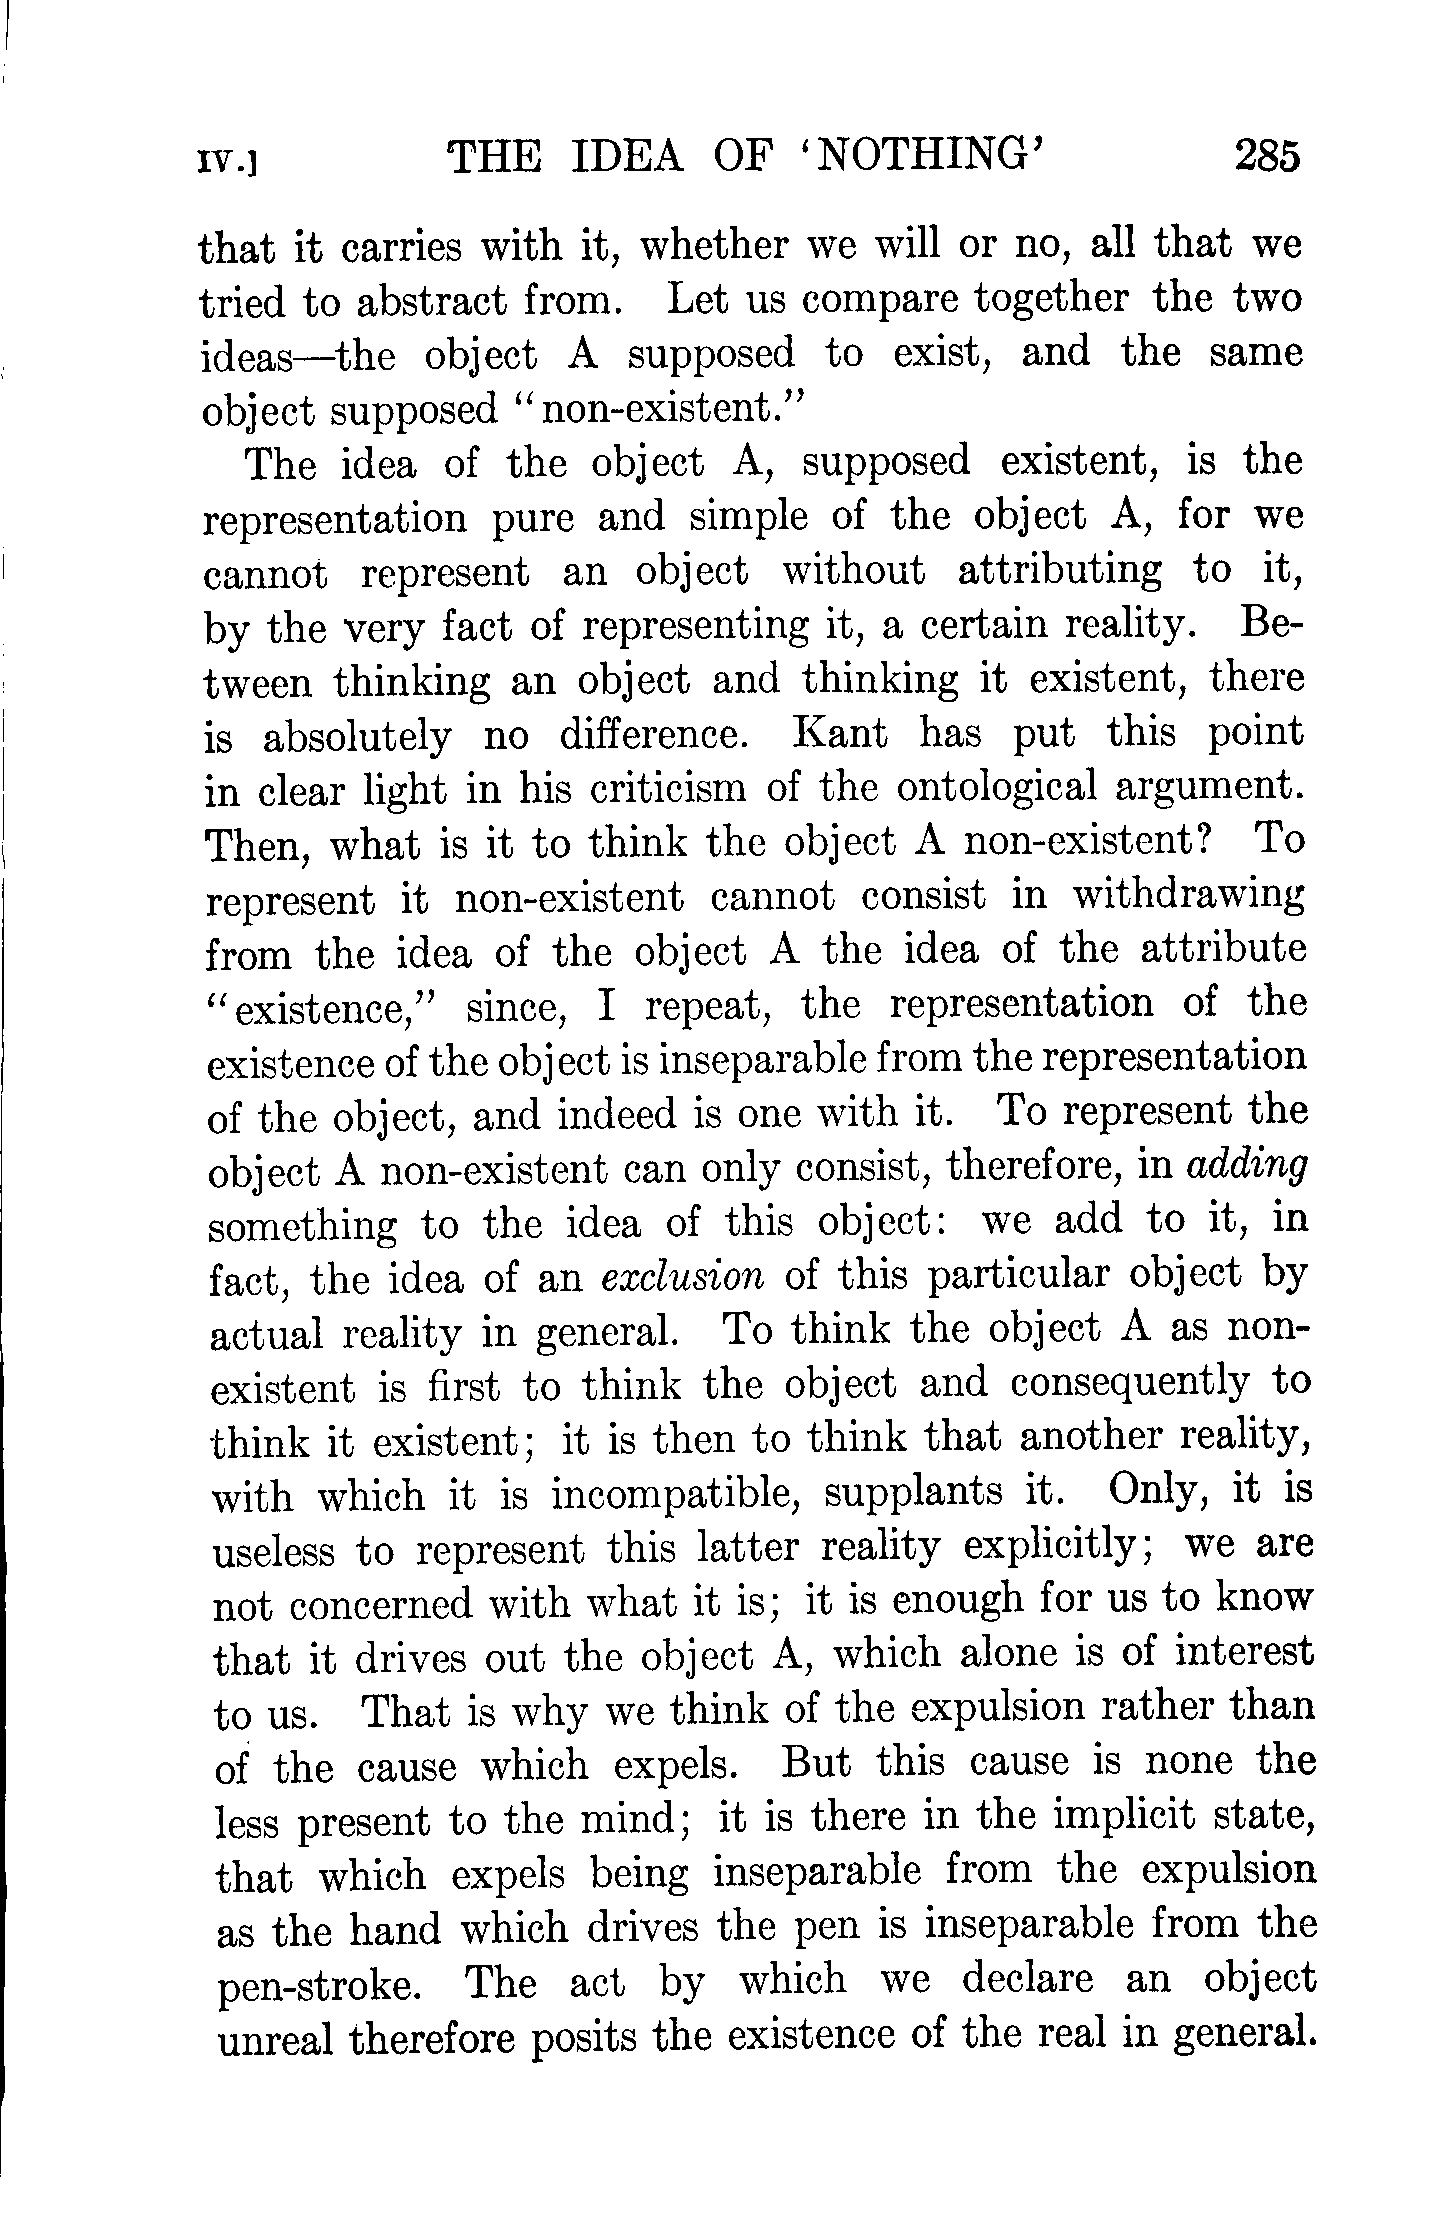 IV.] THE IDEA OF ‘NOTHING’ 285
that it carries with it, whether we will or no, all that we
tried to abstract from. Let us compare together the two
ideas—the object A supposed to exist, and the same
object supposed “non-existent.”
The idea of the object A, supposed existent, is the
representation pure and simple of the object A, for we
cannot represent an object without attributing to it,
by the very fact of representing it, a certain reality. Be-
tween thinking an object and thinking it existent, there
is absolutely no difference. Kant has put this point
in clear light in his criticism of the ontological argument.
Then, what is it to think the object A non-existent? To
represent it non-existent cannot consist in withdrawing
from the idea of the object A the idea of the attribute
“existence,” since, I repeat, the representation of the
existence of the object is inseparable from the representation
of the object, and indeed is one with it. To represent the
object A non-existent can only consist, therefore, in adding
something to the idea of this object: we add to it, in
fact, the idea of an exclusion of this particular object by
actual reality in general. To think the object A as non-
existent is first to think the object and consequently to
think it existent; it is then to think that another reality,
with which it is incompatible, supplants it. Only, it is
useless to represent this latter reality explicitly; we are
not concerned with what it is; it is enough for us to know
that it drives out the object A, which alone is of interest
to us. That is why we think of the expulsion rather than
of the cause which expels. But this cause is none the
less present to the mind; it is there in the implicit state,
that which expels being inseparable from the expulsion
as the hand which drives the pen is inseparable from the
pen-stroke. The act by which we declare an object
unreal therefore posits the existence of the real in general.